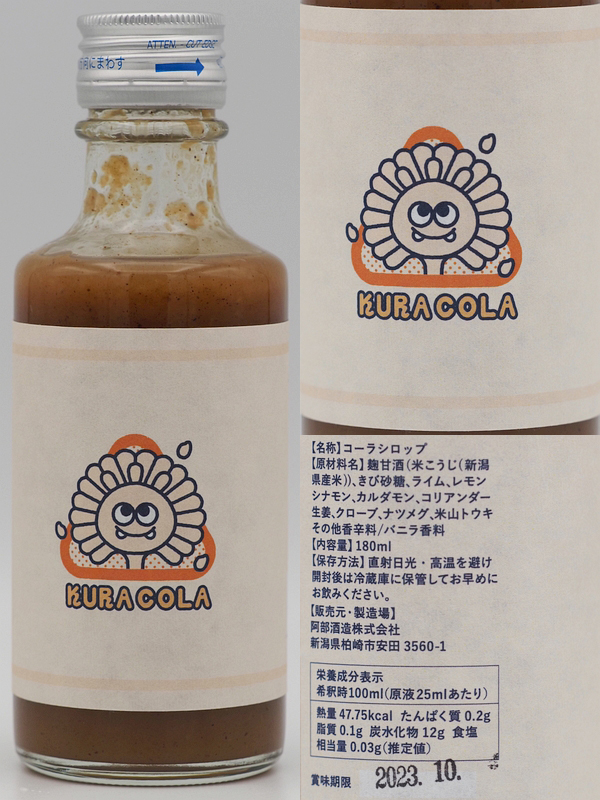 ATTEN. - CUT-EDGE
にまわす
KURA COLA
KURA COLA
【名称】コーラシロップ
【原材料名】麹甘酒(米こうじ(新潟
県産米))、きび砂糖、ライム、レモン
シナモン、カルダモン、コリアンダー
生姜、クローブ、ナツメグ、米山トウキ
その他香辛料/バニラ香料
【内容量】180ml
【保存方法】直射日光・高温を避け
開封後は冷蔵庫に保管してお早めに
お飲みください。
【販売元・製造場】
阿部酒造株式会社
新潟県柏崎市安田 3560-1
栄養成分表示
希釈時100ml(原液25mlあたり)
熱量 47.75kcal たんぱく質 0.2g
脂質 0.1g 炭水化物 12g 食塩
相当量 0.03g(推定値)
賞味期限 2023. 10.